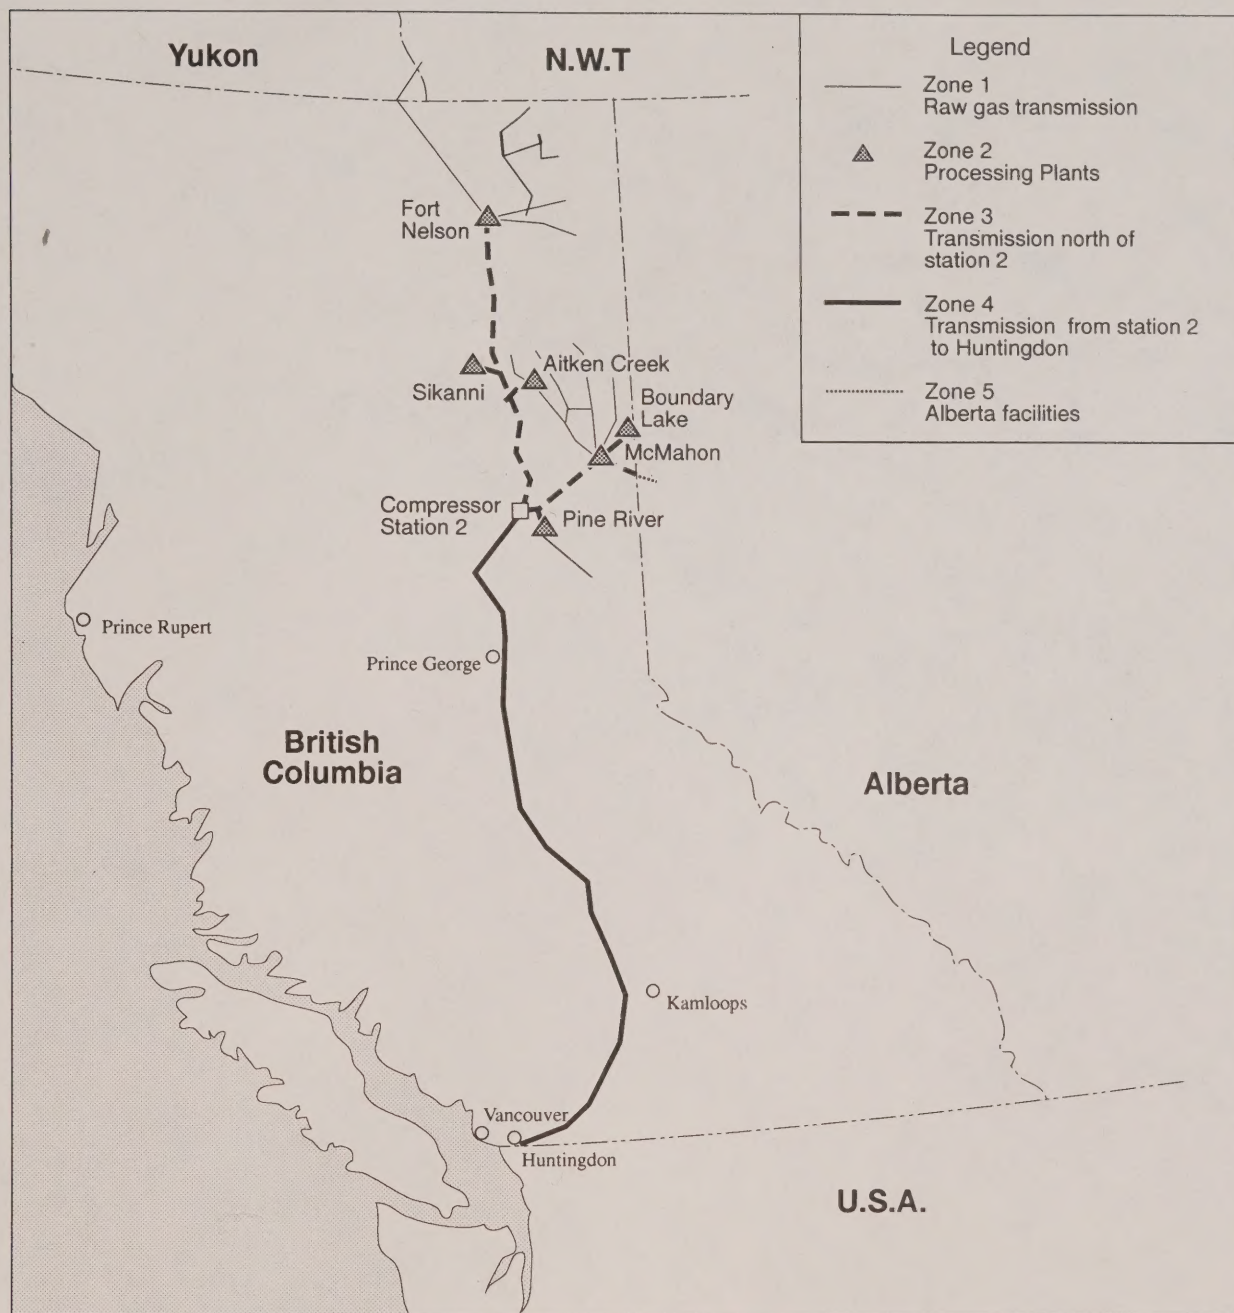 Yukon
N.W.T
Legend
Zone 1
Raw gas transmission
Zone 2
Processing Plants
Zone 3
Transmission north of
station 2
Zone 4
Transmission from station 2
to Huntingdon
Zone 5
Alberta facilities
Fort
Nelson
Sikanni
Aitken Creek
Boundary
Lake
McMahon
Compressor
Station 2
Pine River
Prince Rupert
Prince George
British
Columbia
Alberta
Kamloops
Vancouver
Huntingdon
U.S.A.